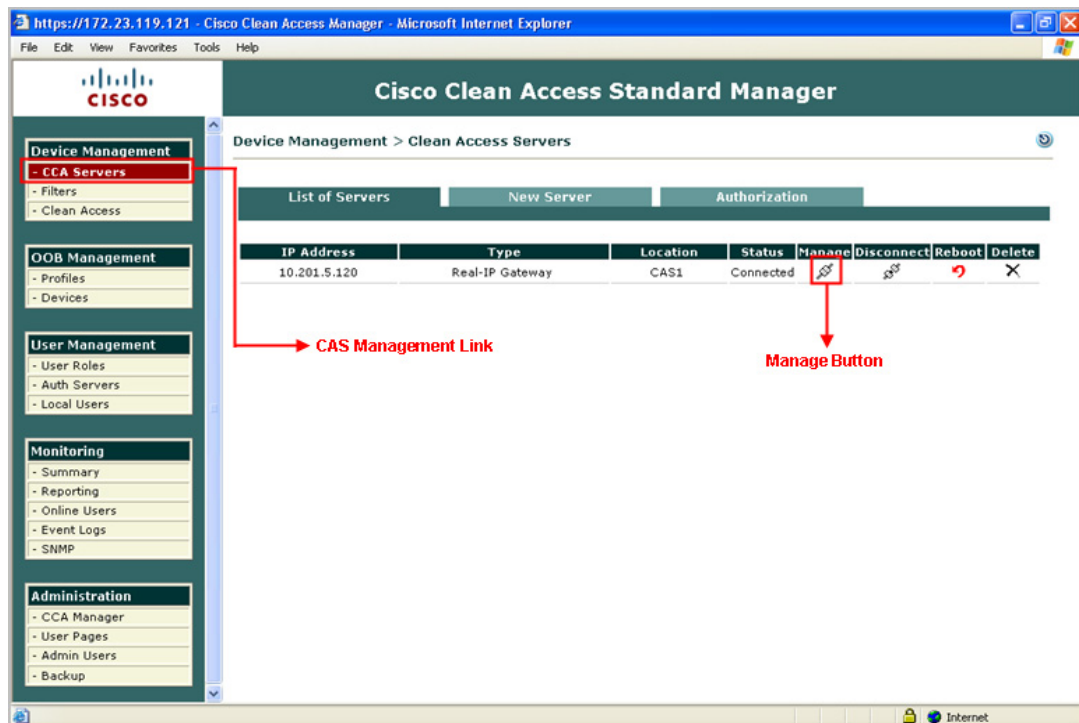 https://172.23.119.121 - Cisco Clean Access Manager - Microsoft Internet Explorer
File Edit View Favorites Tools Help
CISCO
Cisco Clean Access Standard Manager
Device Management
- CCA Servers
- Filters
- Clean Access
OOB Management
- Profiles
- Devices
User Management
- User Roles
- Auth Servers
- Local Users
Monitoring
- Summary
- Reporting
- Online Users
- Event Logs
- SNMP
Administration
- CCA Manager
- User Pages
- Admin Users
- Backup
Device Management > Clean Access Servers
List of Servers New Server Authorization
IP Address Type Location Status Manage Disconnect Reboot Delete
10.201.5.120 Real-IP Gateway CAS1 Connected
CAS Management Link
Manage Button
Internet